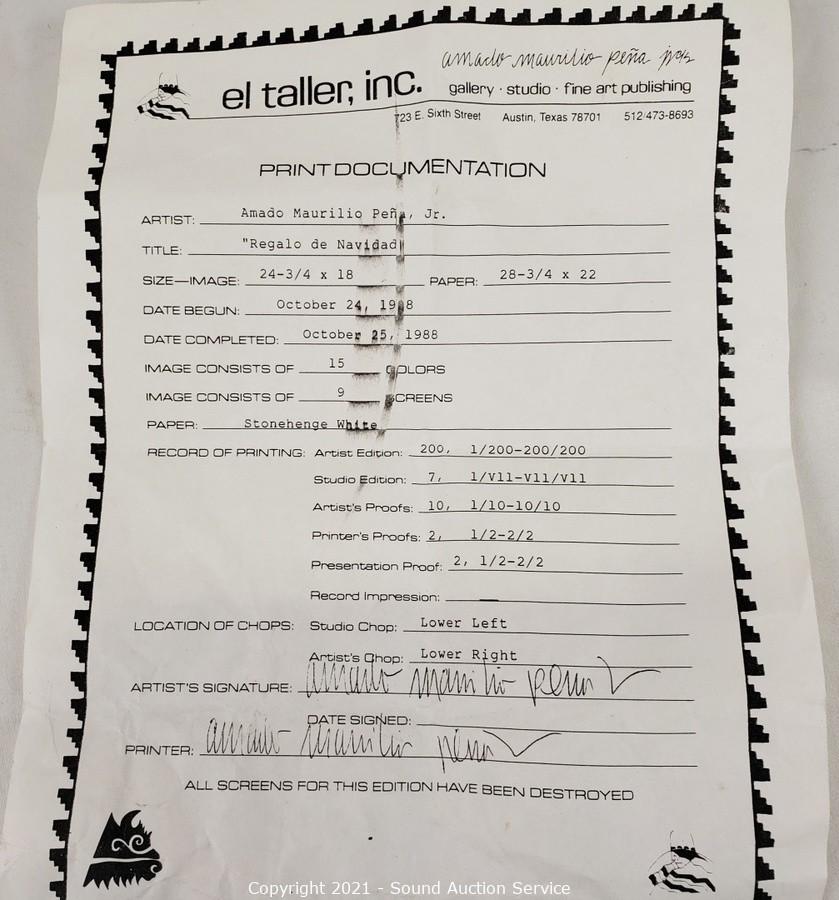 amado maurilio peña
el taller, inc.
gallery · studio · fine art publishing
723 E. Sixth Street Austin, Texas 78701 512/473-8693
PRINT DOCUMENTATION
ARTIST: Amado Maurilio Peña, Jr.
TITLE: "Regalo de Navidad
SIZE—IMAGE: 24-3/4 x 18 PAPER: 28-3/4 x 22
DATE BEGUN: October 24, 1988
DATE COMPLETED: October 25, 1988
IMAGE CONSISTS OF 15 COLORS
IMAGE CONSISTS OF 9 SCREENS
PAPER: Stonehenge White
RECORD OF PRINTING: Artist Edition: 200, 1/200-200/200
Studio Edition: 7, 1/V11-V11/V11
Artist's Proofs: 10, 1/10-10/10
Printer's Proofs: 2, 1/2-2/2
Presentation Proof: 2, 1/2-2/2
Record Impression: —
LOCATION OF CHOPS: Studio Chop: Lower Left
Artist's Chop: Lower Right
ARTIST'S SIGNATURE: amado maurilio pena
DATE SIGNED:
PRINTER: amado maurilio pena
ALL SCREENS FOR THIS EDITION HAVE BEEN DESTROYED
Copyright 2021 - Sound Auction Service